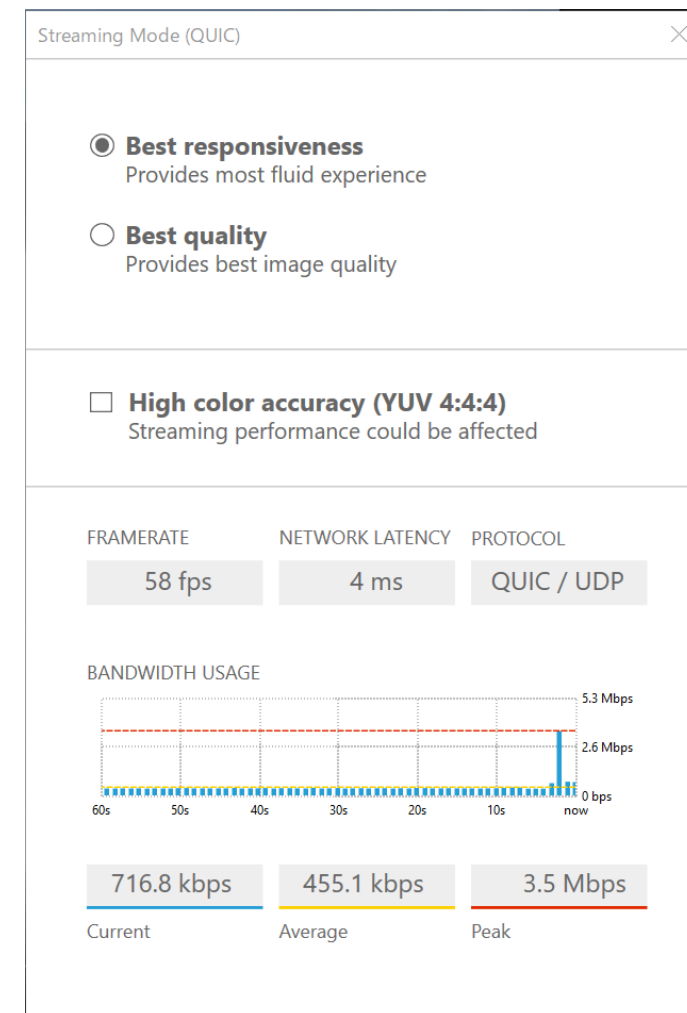 Streaming Mode (QUIC)
Best responsiveness
Provides most fluid experience
Best quality
Provides best image quality
High color accuracy (YUV 4:4:4)
Streaming performance could be affected
FRAMERATE NETWORK LATENCY PROTOCOL
58 fps 4 ms QUIC / UDP
BANDWIDTH USAGE
5.3 Mbps
2.6 Mbps
0 bps
60s 50s 40s 30s 20s 10s now
716.8 kbps 455.1 kbps 3.5 Mbps
Current Average Peak